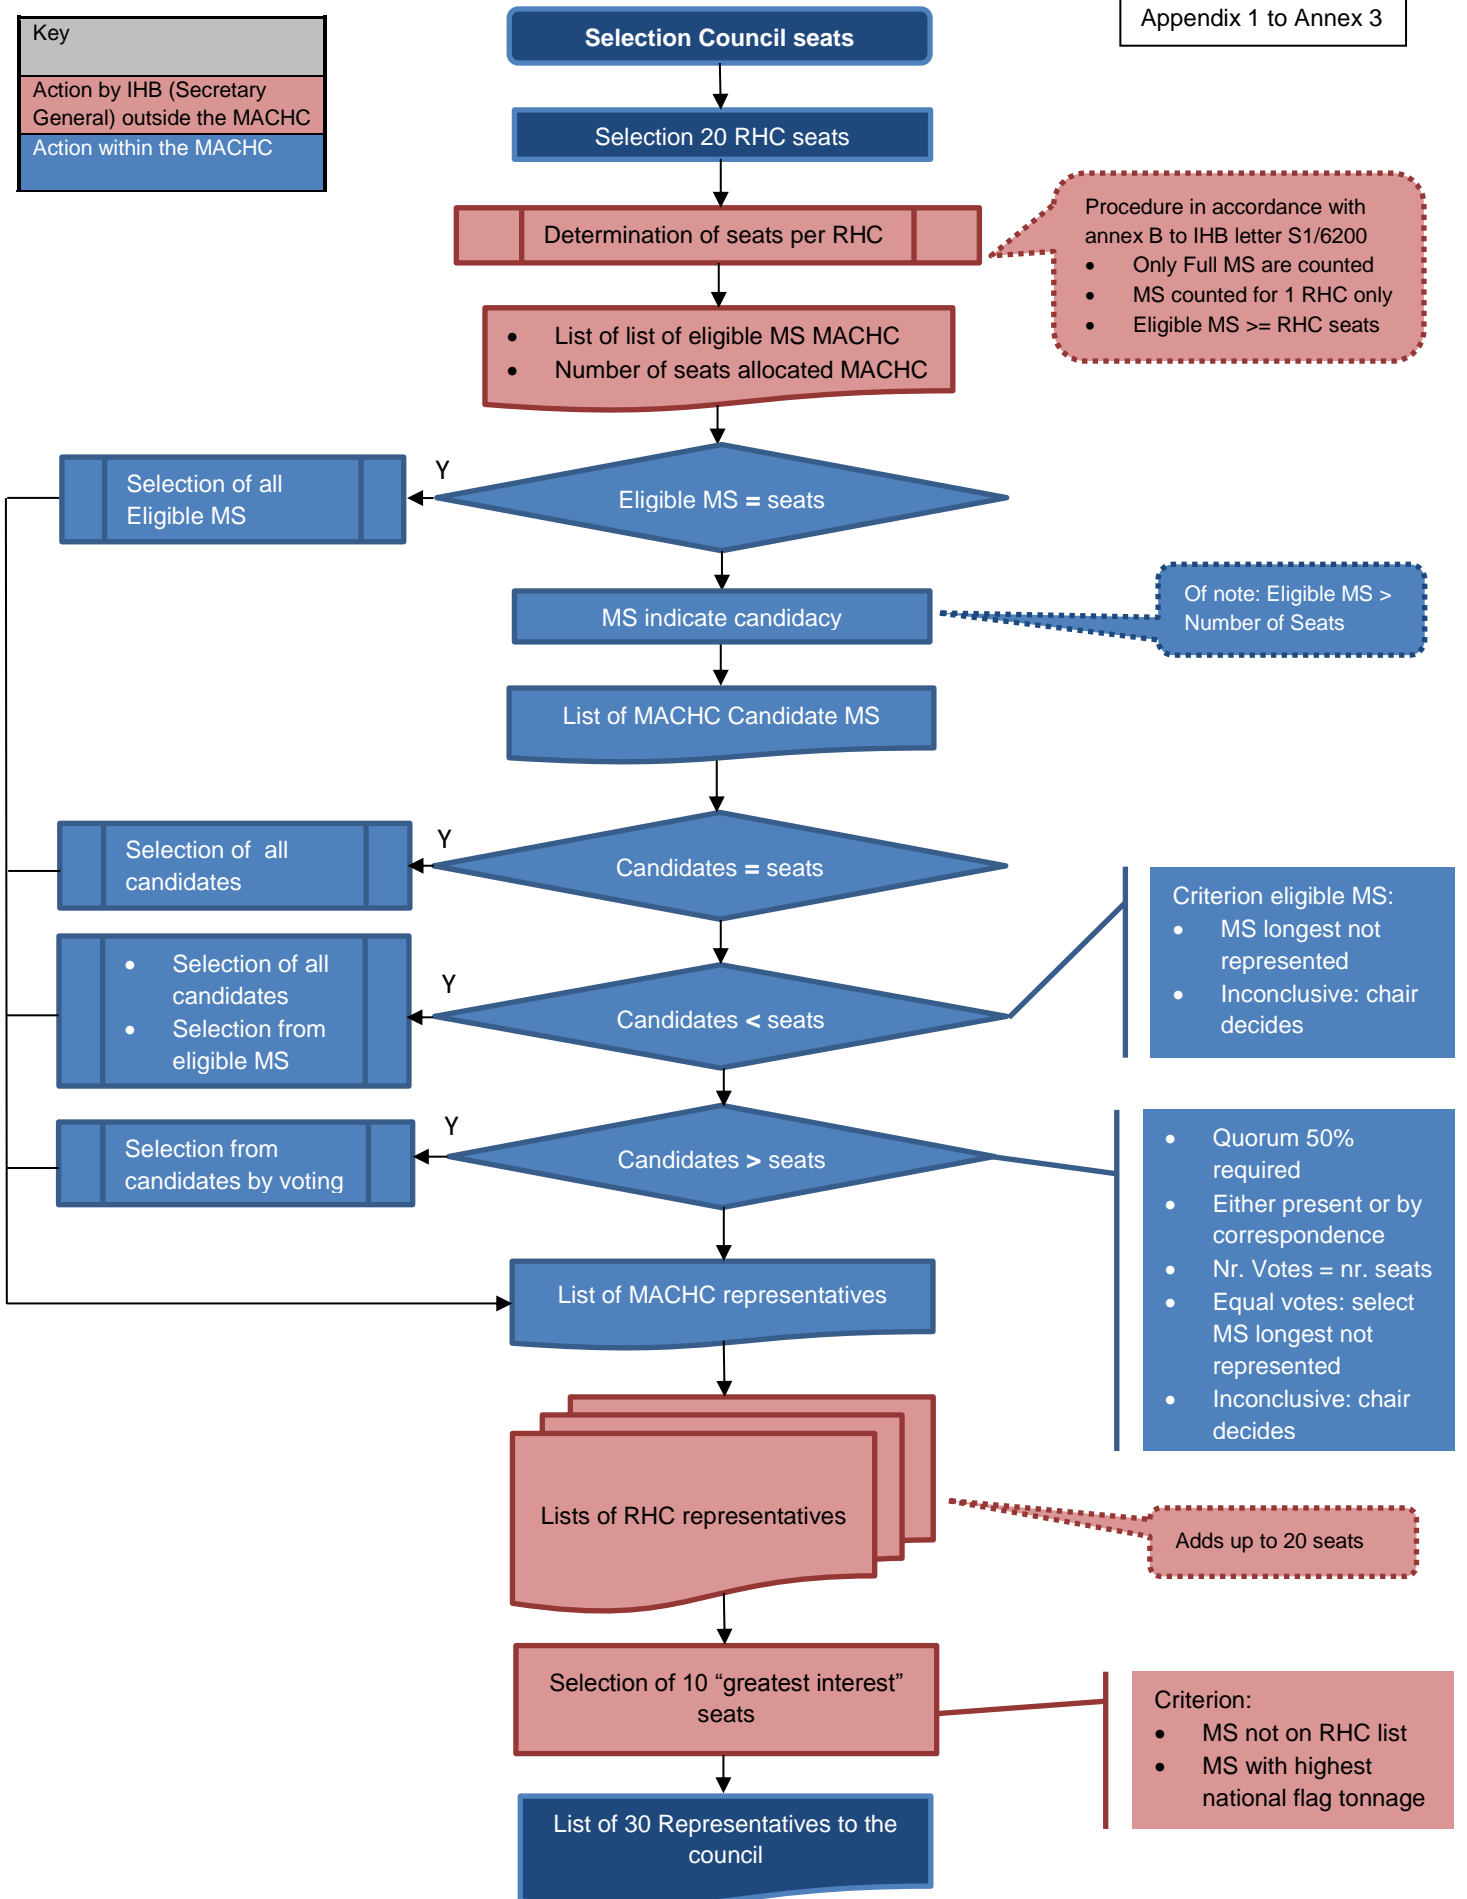 Key
Action by IHB (Secretary
General) outside the MACHC
Action within the MACHC
Selection Council seats
Appendix 1 to Annex 3
Selection 20 RHC seats
Determination of seats per RHC
Procedure in accordance with
annex B to IHB letter S1/6200
• Only Full MS are counted
• MS counted for 1 RHC only
• Eligible MS >= RHC seats
• List of list of eligible MS MACHC
• Number of seats allocated MACHC
Selection of all
Eligible MS
Y
Eligible MS = seats
MS indicate candidacy
Of note: Eligible MS >
Number of Seats
List of MACHC Candidate MS
Selection of all
candidates
Y
Candidates = seats
Criterion eligible MS:
• MS longest not
represented
• Inconclusive: chair
decides
• Selection of all
candidates
• Selection from
eligible MS
Y
Candidates < seats
Selection from
candidates by voting
Y
Candidates > seats
• Quorum 50%
required
• Either present or by
correspondence
• Nr. Votes = nr. seats
• Equal votes: select
MS longest not
represented
• Inconclusive: chair
decides
List of MACHC representatives
Lists of RHC representatives
Adds up to 20 seats
Selection of 10 “greatest interest”
seats
Criterion:
• MS not on RHC list
• MS with highest
national flag tonnage
List of 30 Representatives to the
council